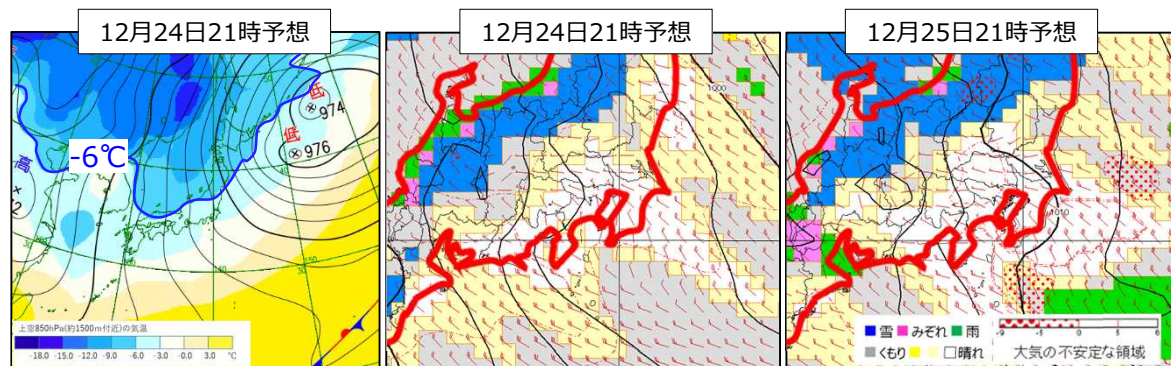 12月24日21時予想
12月24日21時予想
12月25日21時予想
低
974
低
976
-6℃
高
1000
1010
H
上空850hPa(約1500m付近)の気温
-18.0 -15.0 -12.0 -9.0 -6.0 -3.0 -0.0 3.0 ℃
雪 みぞれ 雨
くもり 晴れ
-9 -5 0 6
大気の不安定な領域